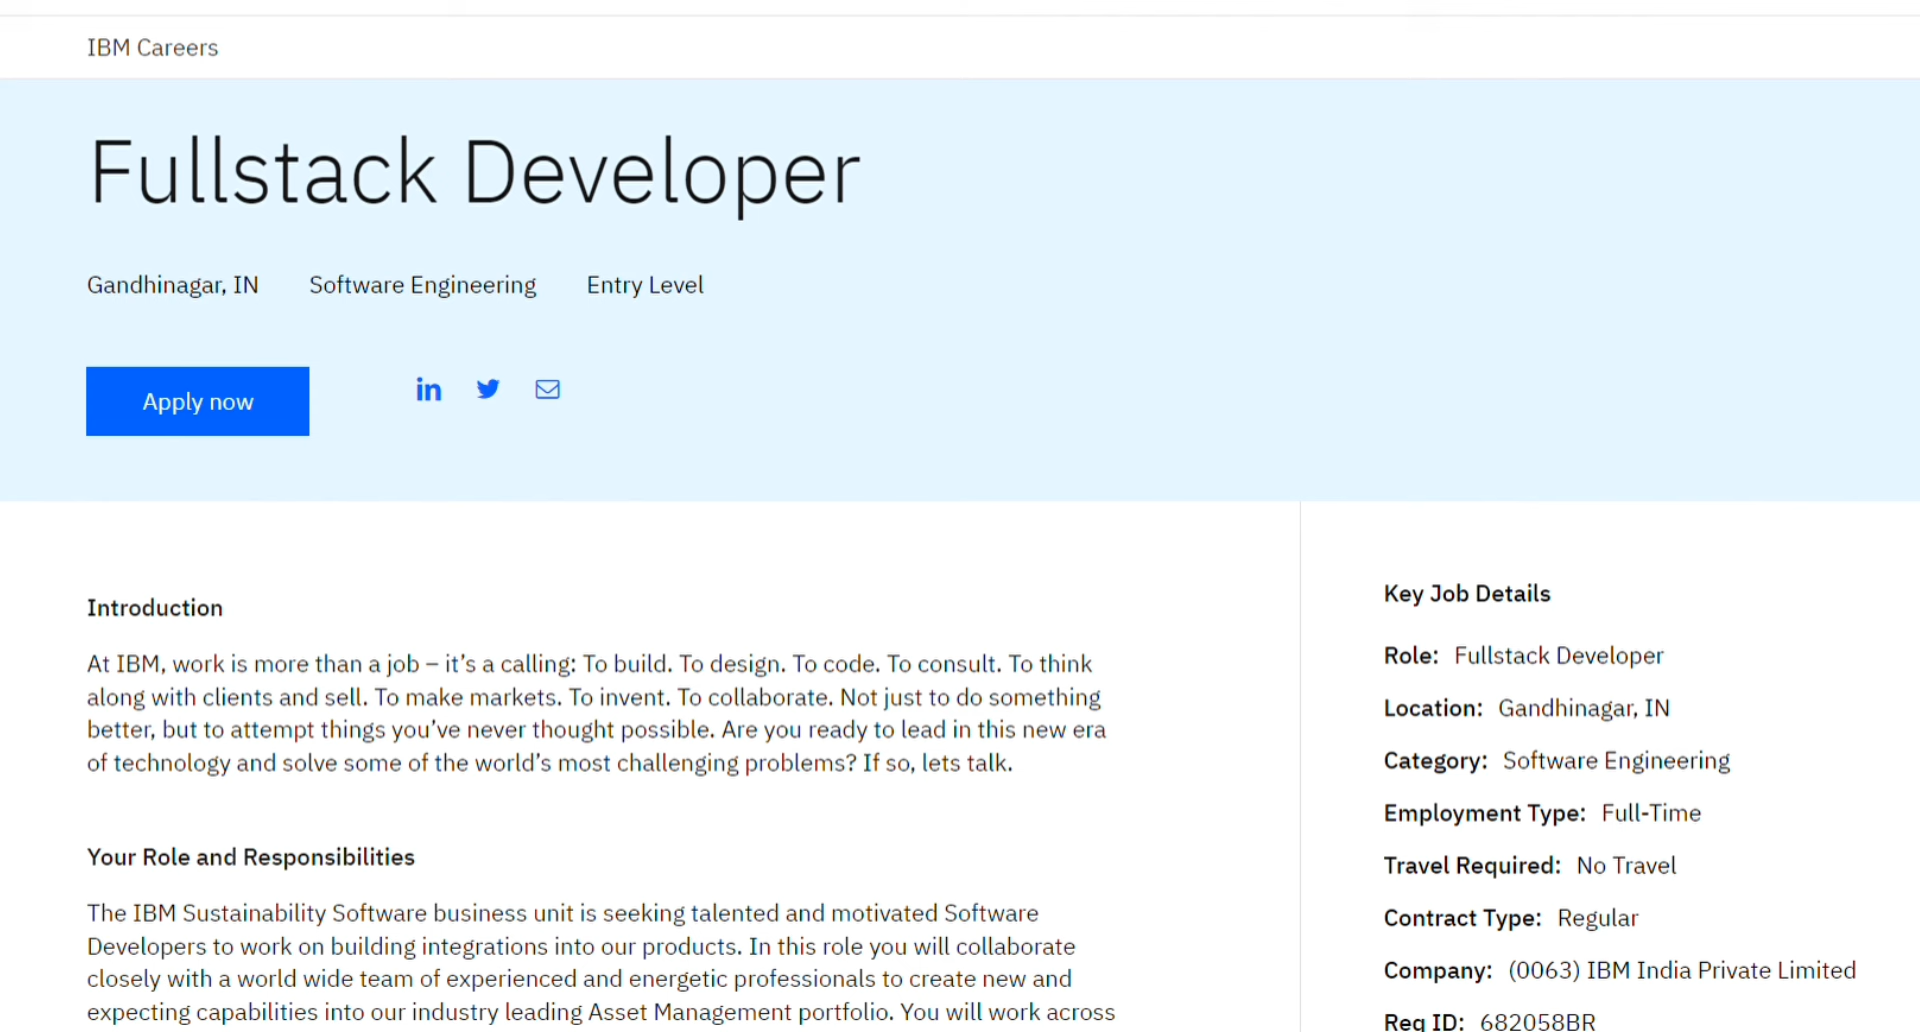 IBM Careers
Fullstack Developer
Gandhinagar, IN Software Engineering Entry Level
Apply now
Introduction
At IBM, work is more than a job – it’s a calling: To build. To design. To code. To consult. To think
along with clients and sell. To make markets. To invent. To collaborate. Not just to do something
better, but to attempt things you’ve never thought possible. Are you ready to lead in this new era
of technology and solve some of the world’s most challenging problems? If so, lets talk.
Your Role and Responsibilities
The IBM Sustainability Software business unit is seeking talented and motivated Software
Developers to work on building integrations into our products. In this role you will collaborate
closely with a world wide team of experienced and energetic professionals to create new and
expecting capabilities into our industry leading Asset Management portfolio. You will work across
Key Job Details
Role: Fullstack Developer
Location: Gandhinagar, IN
Category: Software Engineering
Employment Type: Full-Time
Travel Required: No Travel
Contract Type: Regular
Company: (0063) IBM India Private Limited
Req ID: 682058BR